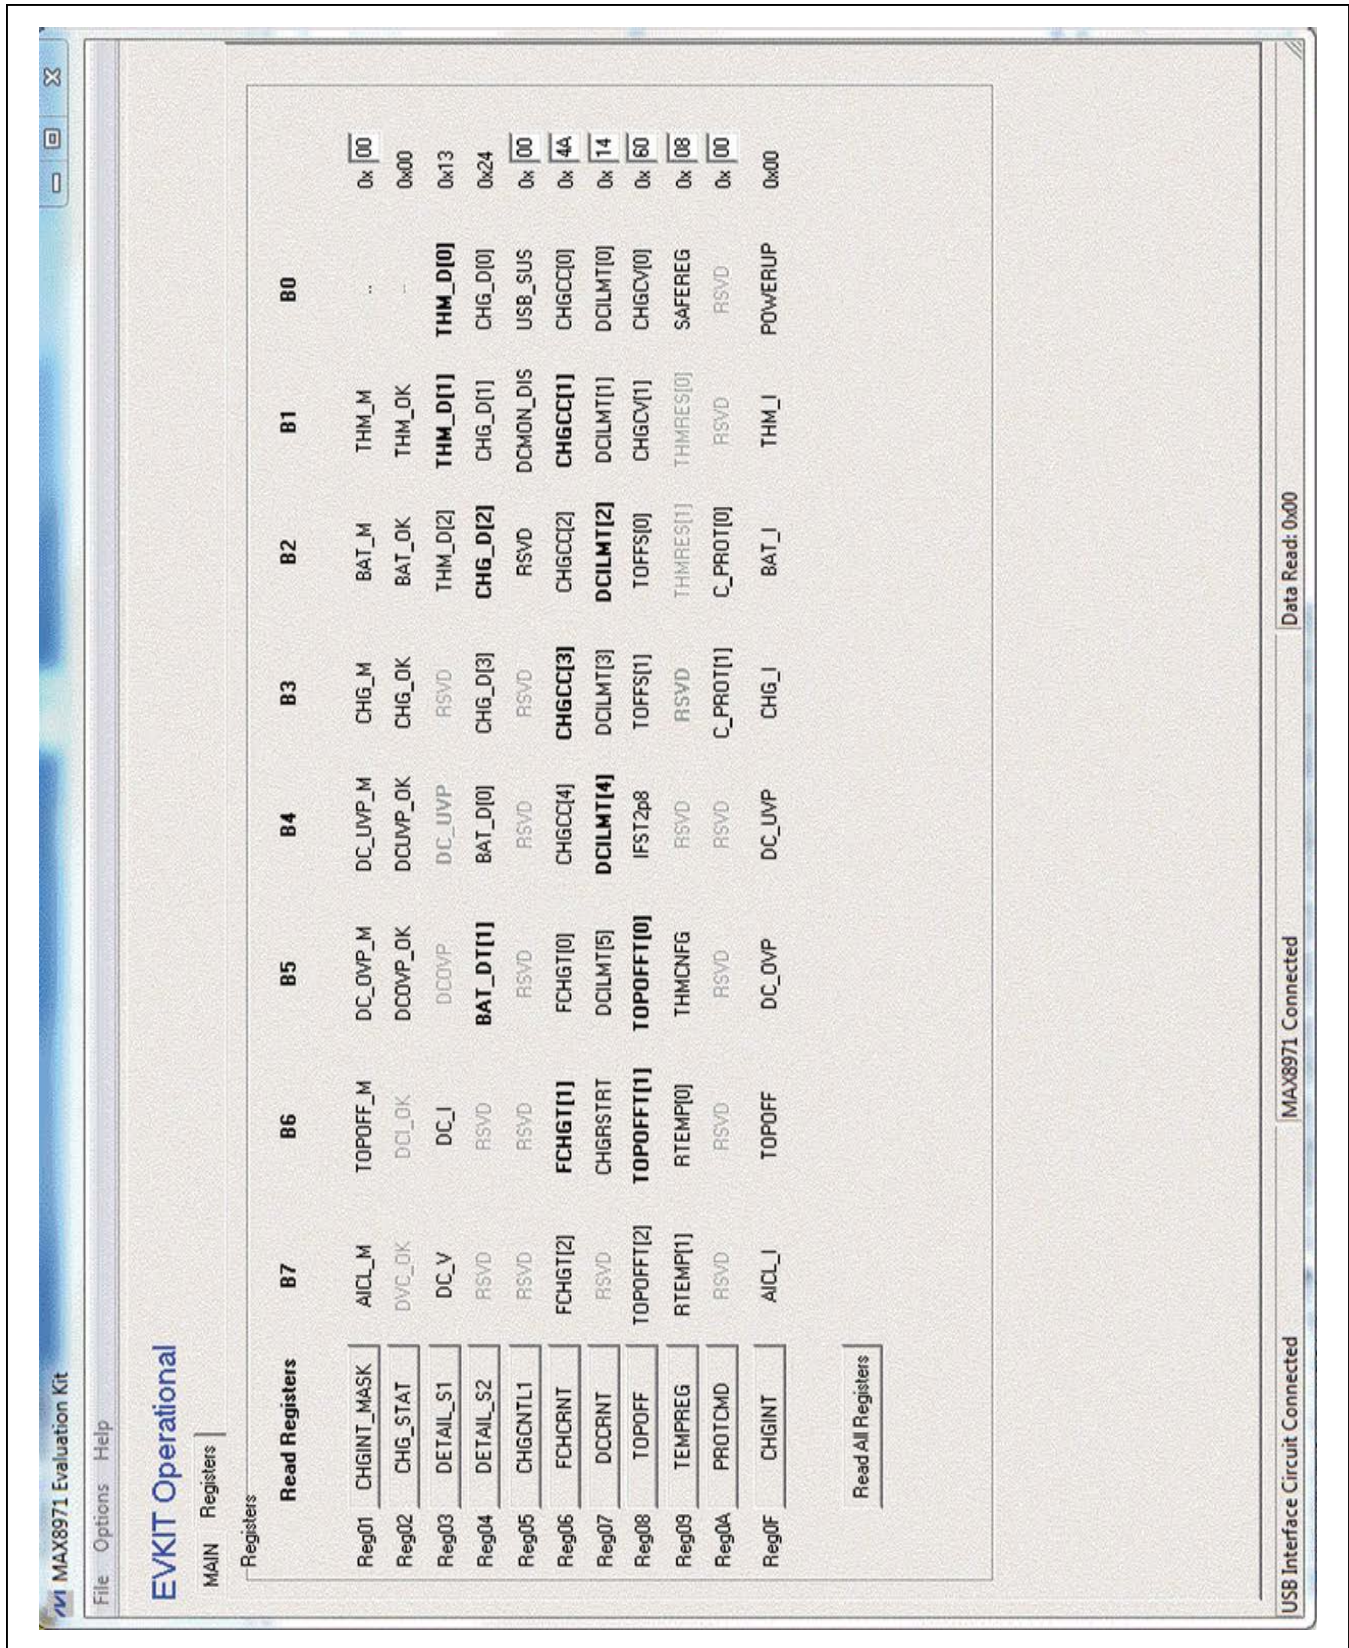 MAX8971 Evaluation Kit
File Options Help
EVKIT Operational
MAIN Registers
Registers
Read Registers B7 B6 B5 B4 B3 B2 B1 B0
Reg01 CHGINT_MASK AICL_M TOPOFF_M DC_OVP_M DC_UVP_M CHG_M BAT_M THM_M -- 0x 00
Reg02 CHG_STAT DVC_OK DCI_OK DCOVP_OK DCUVP_OK CHG_OK BAT_OK THM_OK -- 0x00
Reg03 DETAIL_S1 DC_V DC_I DCOVP DC_UVP RSVD THM_D[2] THM_D[1] THM_D[0] 0x13
Reg04 DETAIL_S2 RSVD RSVD BAT_DT[1] BAT_D[0] CHG_D[3] CHG_D[2] CHG_D[1] CHG_D[0] 0x24
Reg05 CHGCNTL1 RSVD RSVD RSVD RSVD RSVD RSVD DCMON_DIS USB_SUS 0x 00
Reg06 FCHCRNT FCHGT[2] FCHGT[1] FCHGT[0] CHGCC[4] CHGCC[3] CHGCC[2] CHGCC[1] CHGCC[0] 0x 4A
Reg07 DCCRNT RSVD CHGRSTRT DCILMT[5] DCILMT[4] DCILMT[3] DCILMT[2] DCILMT[1] DCILMT[0] 0x 14
Reg08 TOPOFF TOPOFFT[2] TOPOFFT[1] TOPOFFT[0] IFST2p8 TOFFS[1] TOFFS[0] CHGCV[1] CHGCV[0] 0x 60
Reg09 TEMPREG RTEMP[1] RTEMP[0] THMCNFG RSVD RSVD THMRES[1] THMRES[0] SAFEREG 0x 08
Reg0A PROTCMD RSVD RSVD RSVD RSVD C_PROT[1] C_PROT[0] RSVD RSVD 0x 00
Reg0F CHGINT AICL_I TOPOFF DC_OVP DC_UVP CHG_I BAT_I THM_I POWERUP 0x00
Read All Registers
USB Interface Circuit Connected MAX8971 Connected Data Read: 0x00